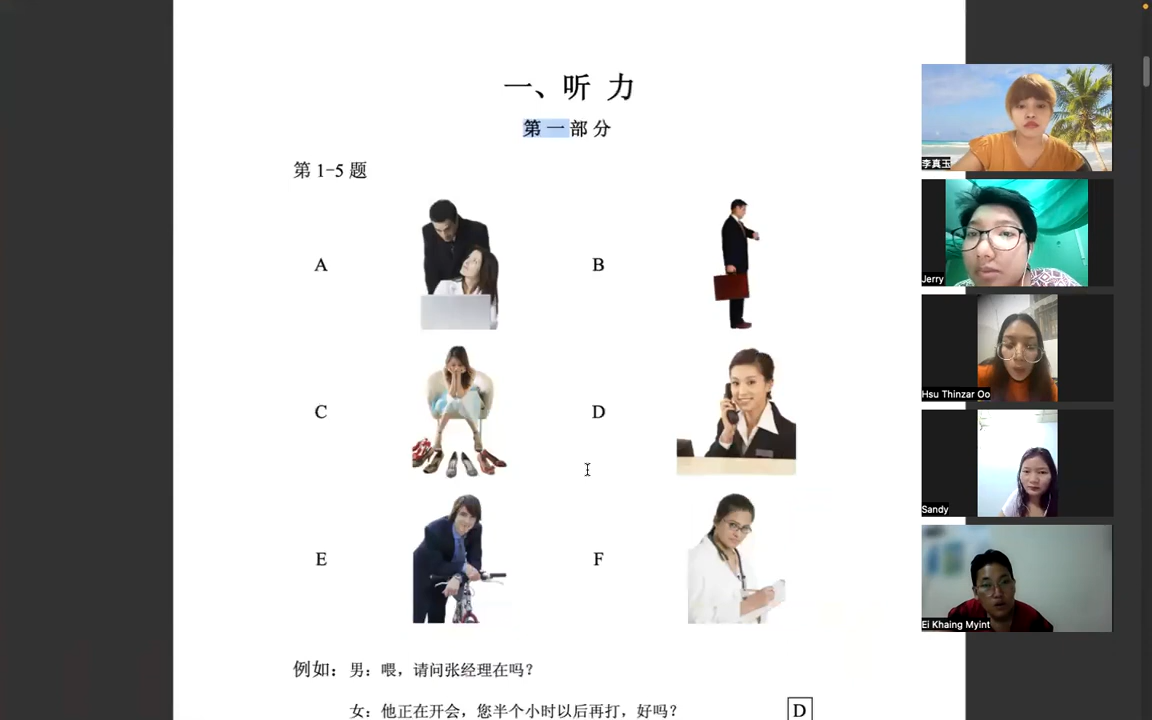 一、听 力
第一部分
第 1-5 题
A
B
C
D
E
F
例如：男：喂，请问张经理在吗？
女：他正在开会，您半个小时以后再打，好吗？
D
李真玉
Jerry
Hsu Thinzar Oo
Sandy
Ei Khaing Myint